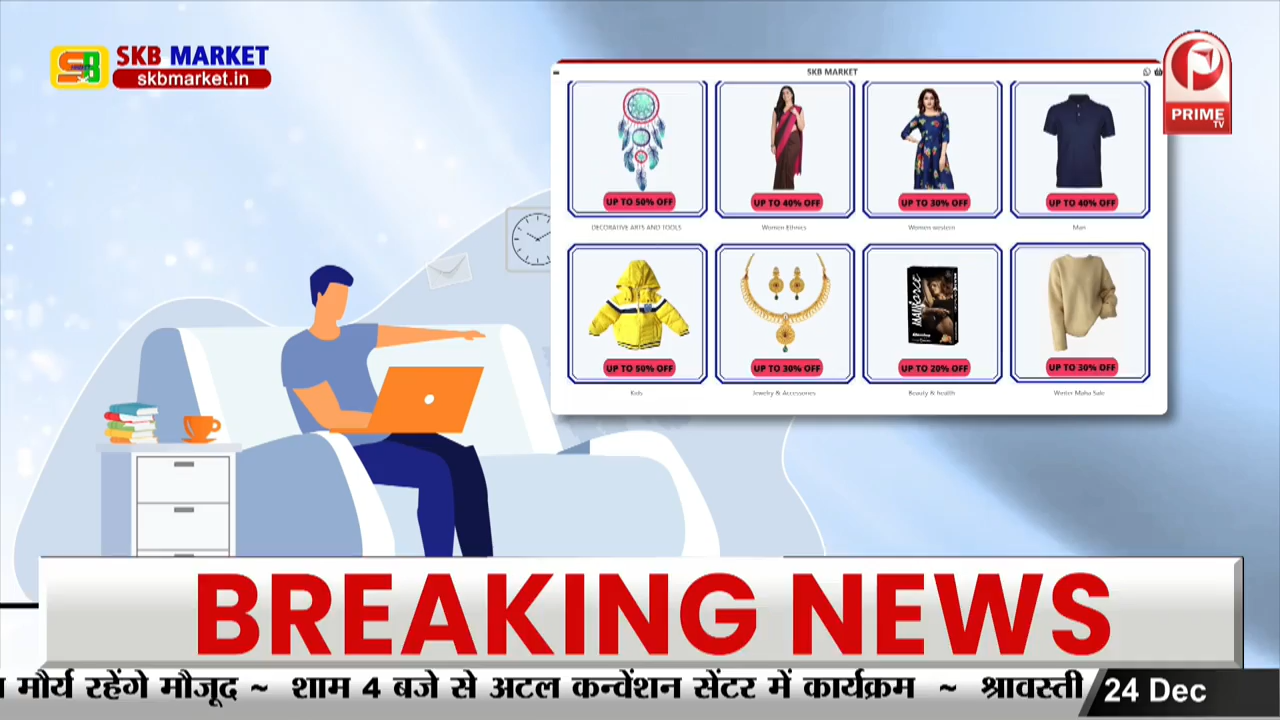 SKB MARKET
skbmarket.in
SKB MARKET
PRIME
TV
UP TO 50% OFF
UP TO 40% OFF
UP TO 30% OFF
UP TO 40% OFF
DECORATIVE ARTS AND TOOLS
Women Ethnics
Women western
Man
UP TO 50% OFF
UP TO 30% OFF
UP TO 20% OFF
UP TO 30% OFF
Kids
Jewelry & Accessories
Beauty & health
Winter Maha Sale
BREAKING NEWS
मौर्य रहेंगे मौजूद ~ शाम 4 बजे से अटल कन्वेंशन सेंटर में कार्यक्रम ~ श्रावस्ती
24 Dec